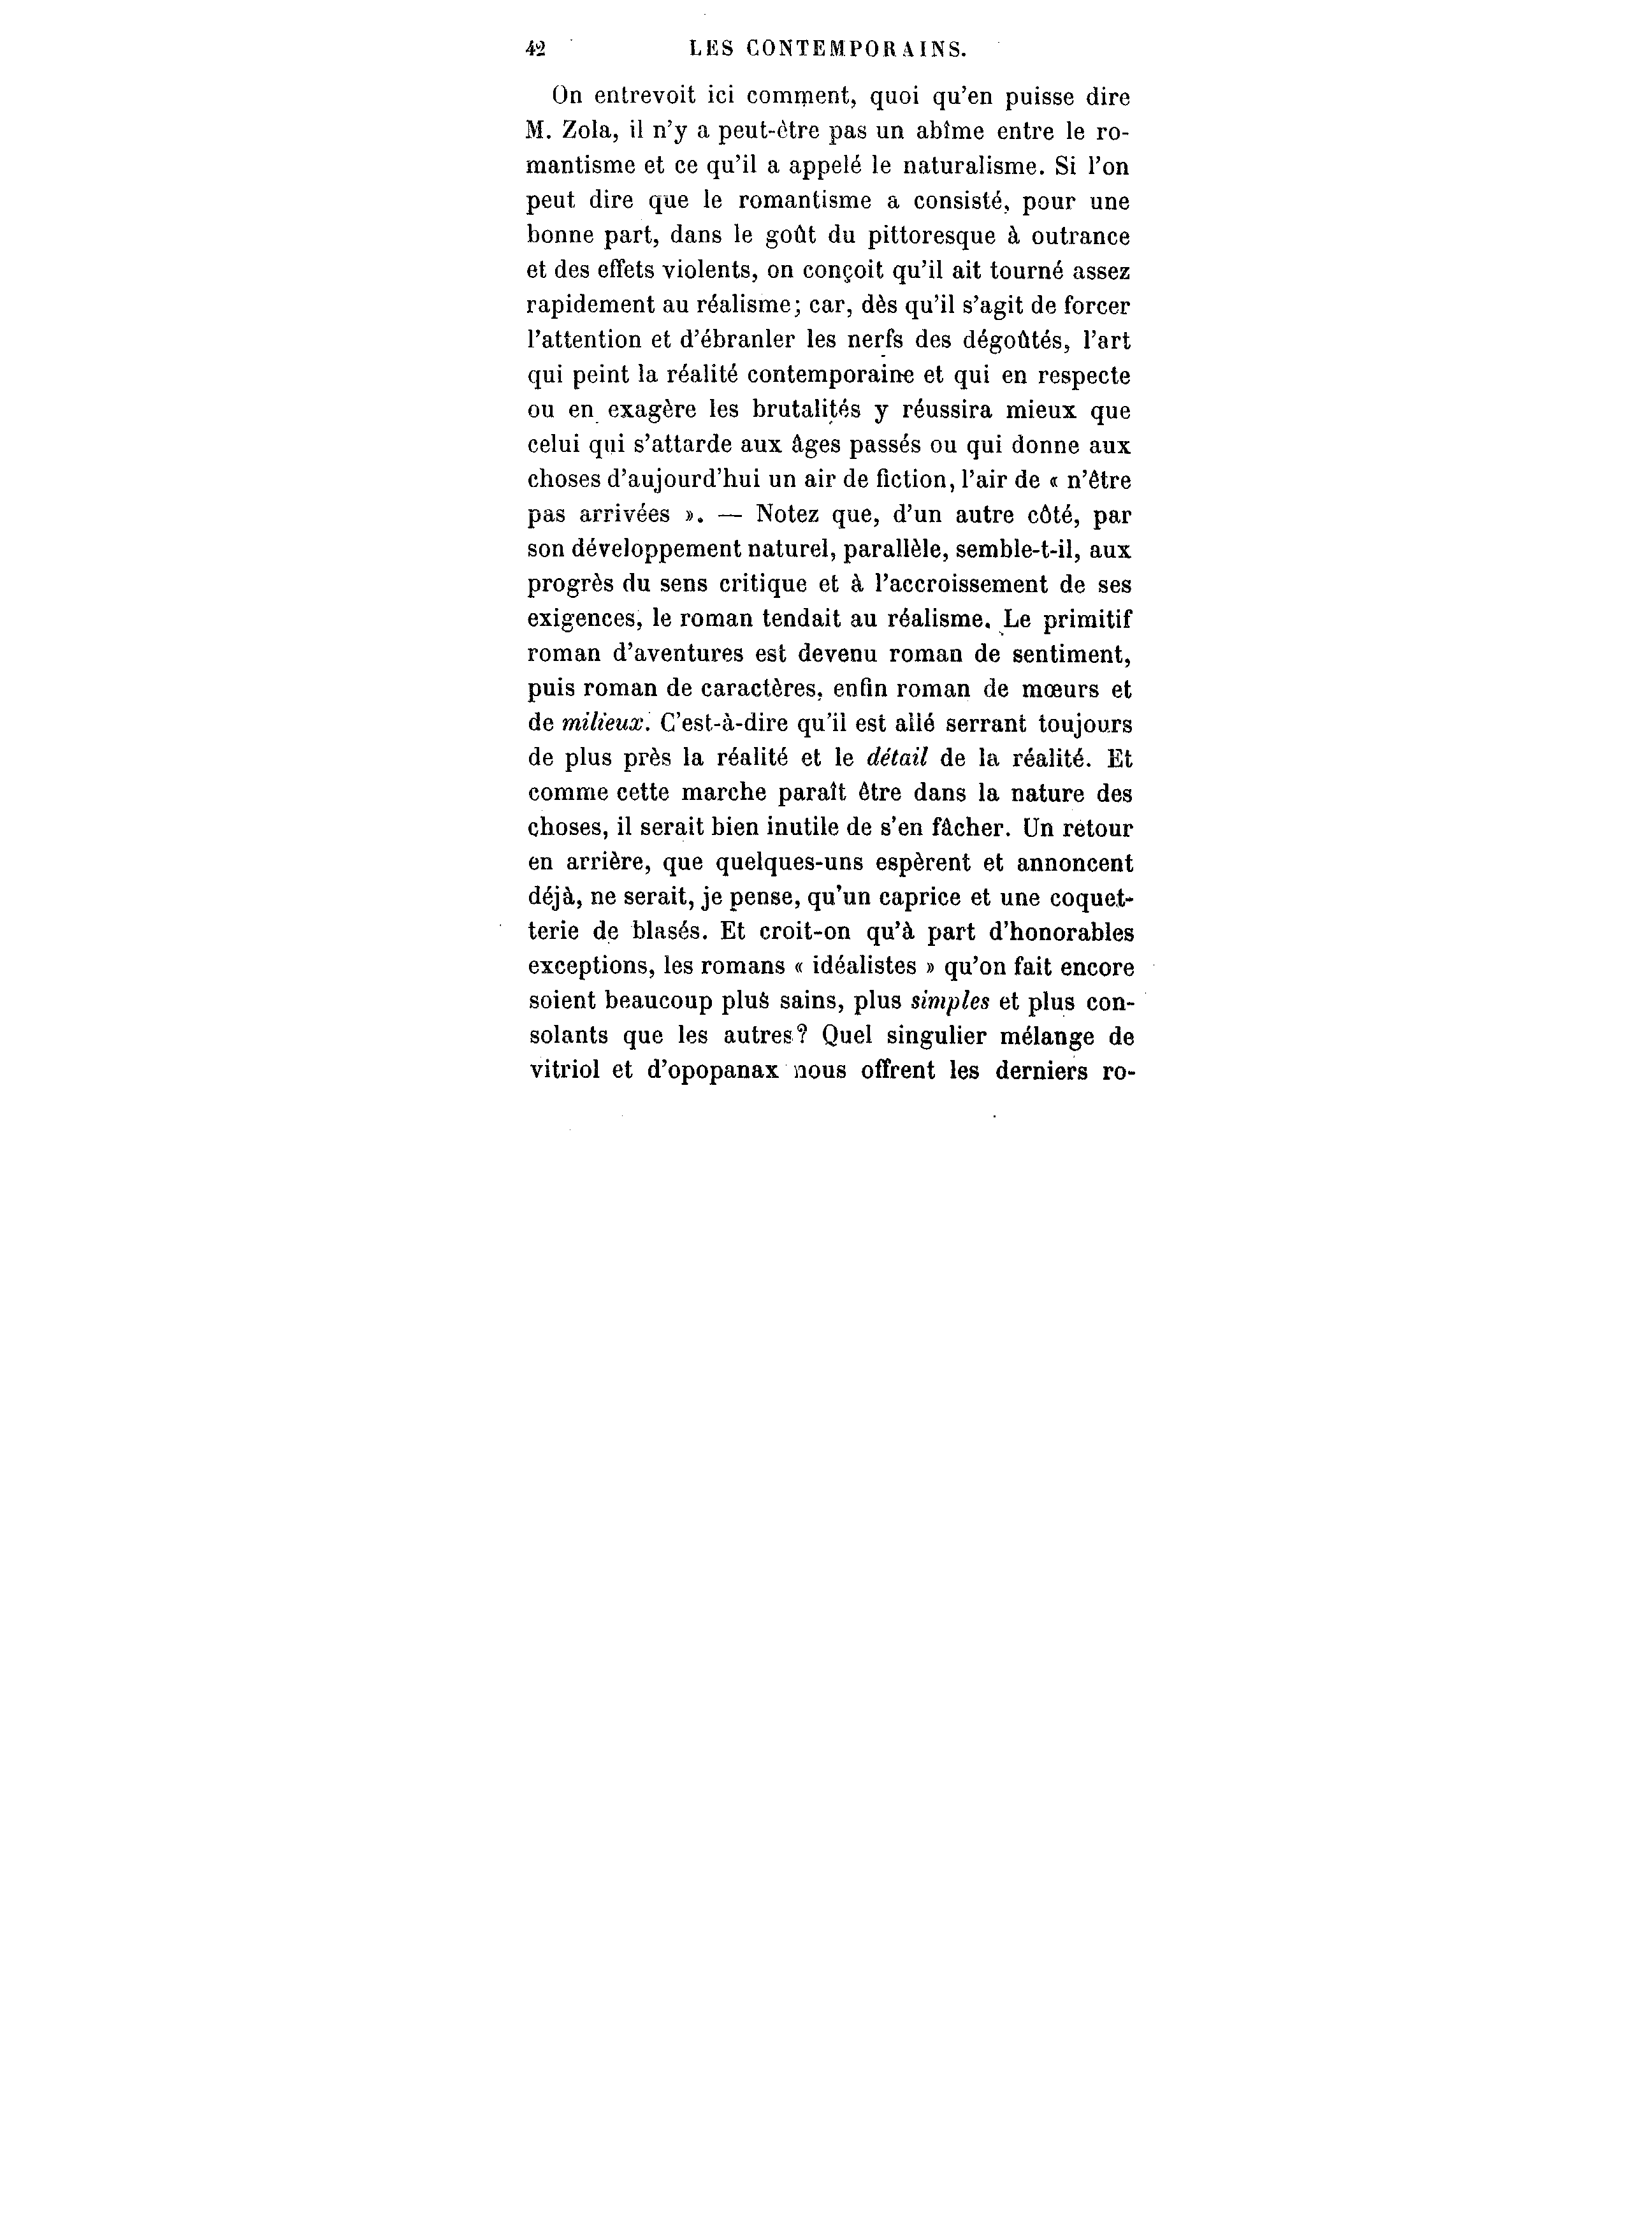 42 LES CONTEMPORAINS.
On entrevoit ici comment, quoi qu'en puisse dire
M. Zola, il n'y a peut-être pas un abîme entre le ro-
mantisme et ce qu'il a appelé le naturalisme. Si l'on
peut dire que le romantisme a consisté, pour une
bonne part, dans le goût du pittoresque à outrance
et des effets violents, on conçoit qu'il ait tourné assez
rapidement au réalisme; car, dès qu'il s'agit de forcer
l'attention et d'ébranler les nerfs des dégoûtés, l'art
qui peint la réalité contemporaine et qui en respecte
ou en exagère les brutalités y réussira mieux que
celui qui s'attarde aux âges passés ou qui donne aux
choses d'aujourd'hui un air de fiction, l'air de « n'être
pas arrivées ». — Notez que, d'un autre côté, par
son développement naturel, parallèle, semble-t-il, aux
progrès du sens critique et à l'accroissement de ses
exigences, le roman tendait au réalisme. Le primitif
roman d'aventures est devenu roman de sentiment,
puis roman de caractères, enfin roman de mœurs et
de milieux. C'est-à-dire qu'il est allé serrant toujours
de plus près la réalité et le détail de la réalité. Et
comme cette marche paraît être dans la nature des
choses, il serait bien inutile de s'en fâcher. Un retour
en arrière, que quelques-uns espèrent et annoncent
déjà, ne serait, je pense, qu'un caprice et une coquet-
terie de blasés. Et croit-on qu'à part d'honorables
exceptions, les romans « idéalistes » qu'on fait encore
soient beaucoup plus sains, plus simples et plus con-
solants que les autres? Quel singulier mélange de
vitriol et d'opopanax nous offrent les derniers ro-